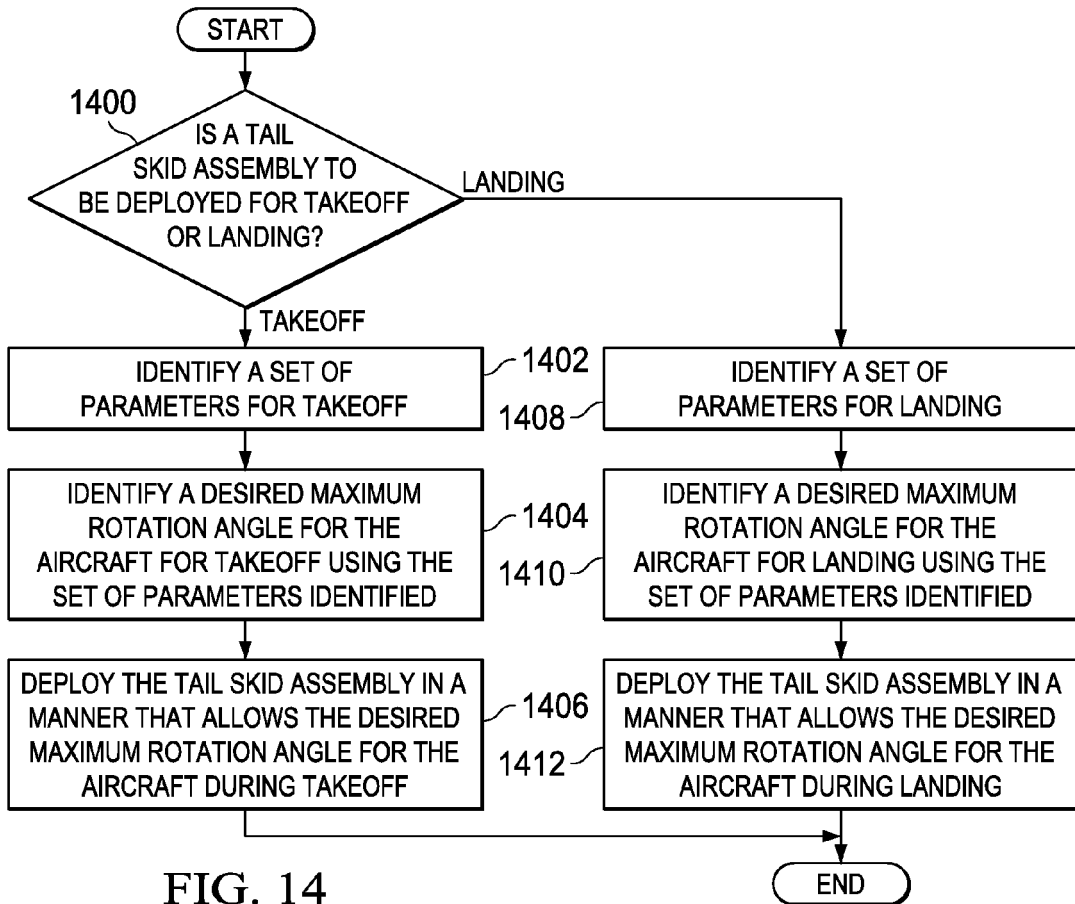 START
1400
IS A TAIL
SKID ASSEMBLY TO
BE DEPLOYED FOR TAKEOFF
OR LANDING?
LANDING
TAKEOFF
IDENTIFY A SET OF
PARAMETERS FOR TAKEOFF
1402
IDENTIFY A DESIRED MAXIMUM
ROTATION ANGLE FOR THE
AIRCRAFT FOR TAKEOFF USING THE
SET OF PARAMETERS IDENTIFIED
1404
DEPLOY THE TAIL SKID ASSEMBLY IN A
MANNER THAT ALLOWS THE DESIRED
MAXIMUM ROTATION ANGLE FOR THE
AIRCRAFT DURING TAKEOFF
1406
IDENTIFY A SET OF
PARAMETERS FOR LANDING
1408
IDENTIFY A DESIRED MAXIMUM
ROTATION ANGLE FOR THE
AIRCRAFT FOR LANDING USING THE
SET OF PARAMETERS IDENTIFIED
1410
DEPLOY THE TAIL SKID ASSEMBLY IN A
MANNER THAT ALLOWS THE DESIRED
MAXIMUM ROTATION ANGLE FOR THE
AIRCRAFT DURING LANDING
1412
END
FIG. 14